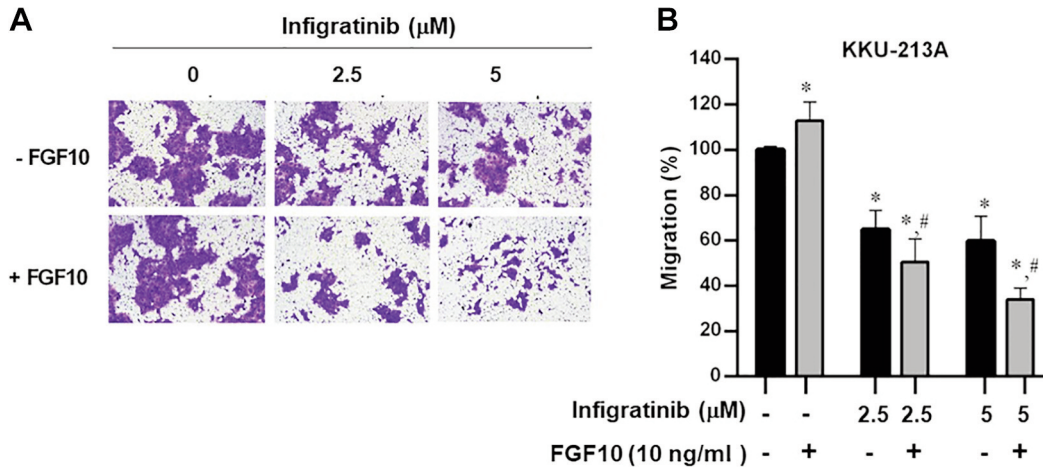 A
Infigratinib (μM)
0 2.5 5
- FGF10
+ FGF10
B
KKU-213A
Migration (%)
140
120
100
80
60
40
20
0
*
*
*,#
*
*,#
Infigratinib (μM) - - 2.5 2.5 5 5
FGF10 (10 ng/ml) - + - + - +